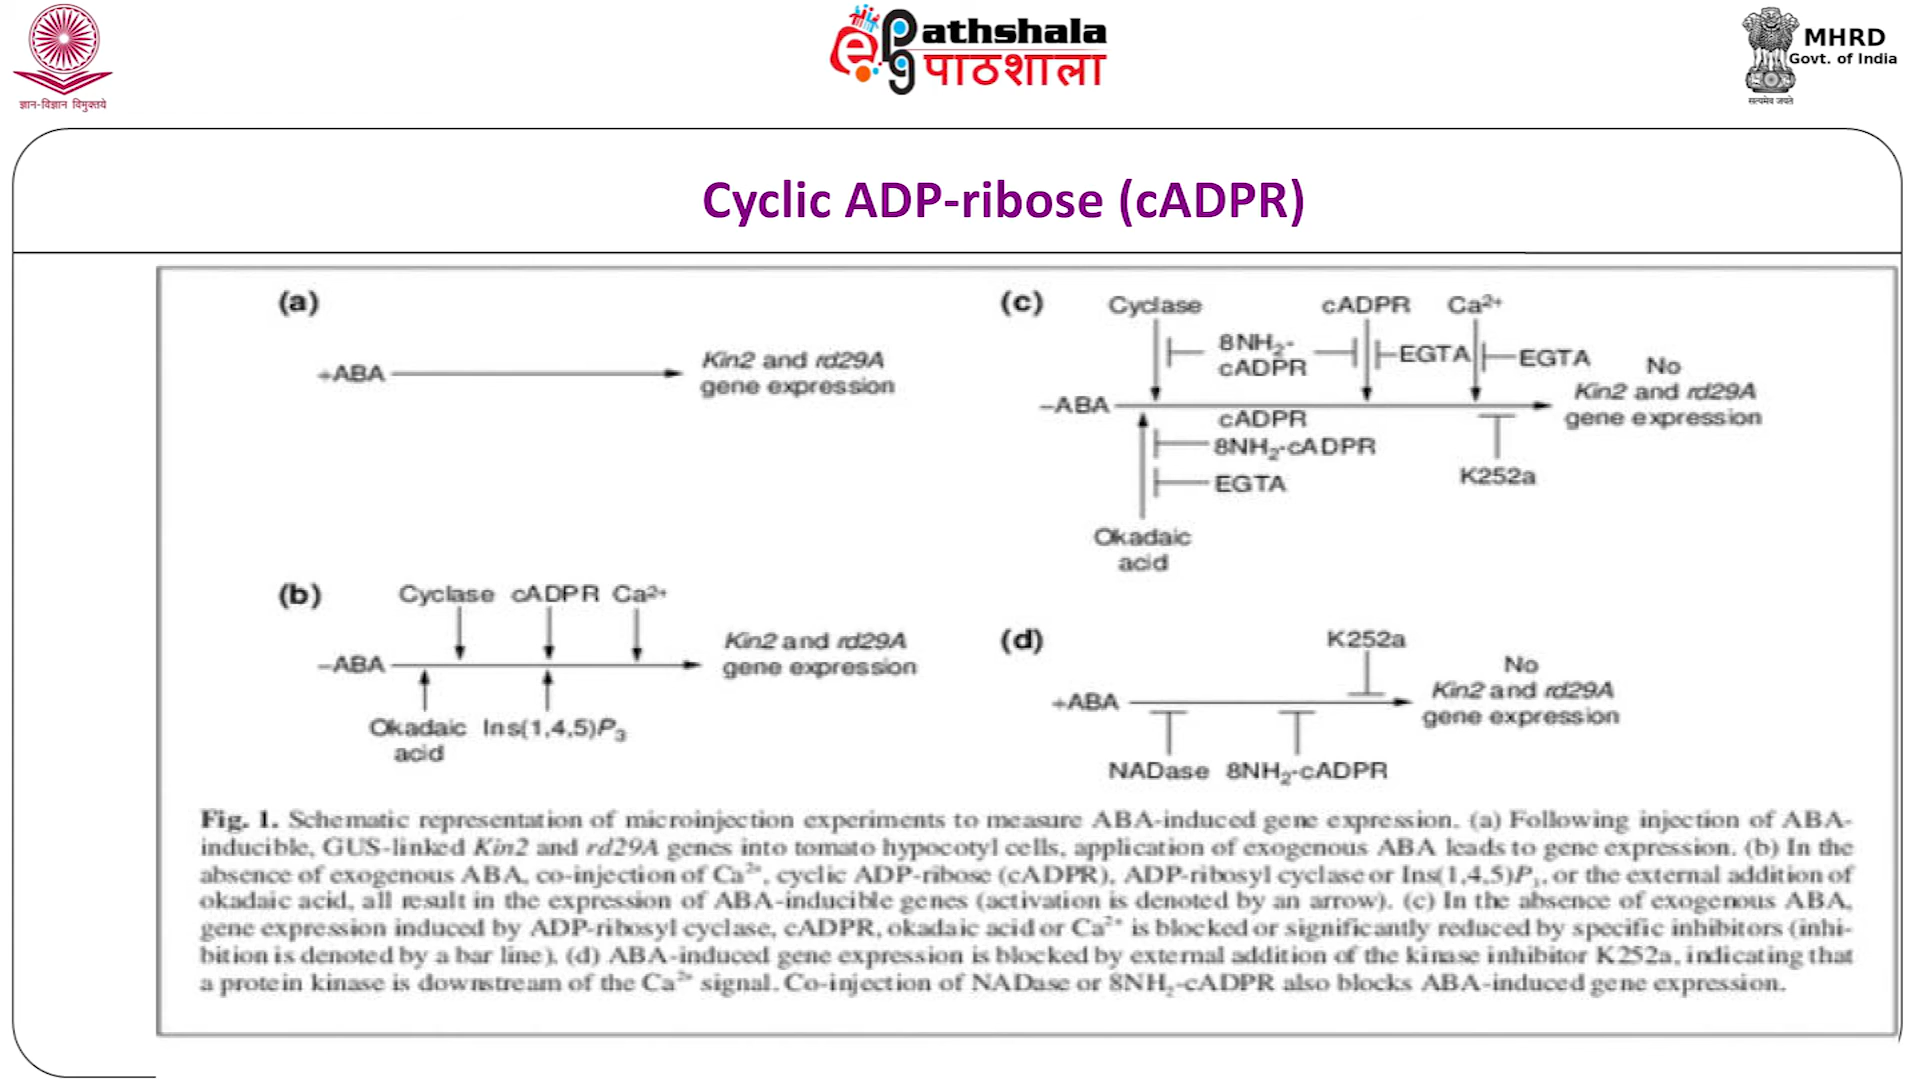 ज्ञान-विज्ञान विमुक्तये
ePg Pathshala
पाठशाला
MHRD
Govt. of India
सत्यमेव जयते
Cyclic ADP-ribose (cADPR)
(a)
+ABA
Kin2 and rd29A
gene expression
(b)
Cyclase cADPR Ca²⁺
–ABA
Kin2 and rd29A
gene expression
Okadaic Ins(1,4,5)P₃
acid
(c)
Cyclase cADPR Ca²⁺
8NH₂-
cADPR
EGTA
EGTA
–ABA
No
Kin2 and rd29A
gene expression
cADPR
8NH₂-cADPR
EGTA
K252a
Okadaic
acid
(d)
K252a
+ABA
No
Kin2 and rd29A
gene expression
NADase 8NH₂-cADPR
Fig. 1. Schematic representation of microinjection experiments to measure ABA-induced gene expression. (a) Following injection of ABA-
inducible, GUS-linked Kin2 and rd29A genes into tomato hypocotyl cells, application of exogenous ABA leads to gene expression. (b) In the
absence of exogenous ABA, co-injection of Ca²⁺, cyclic ADP-ribose (cADPR), ADP-ribosyl cyclase or Ins(1,4,5)P₃, or the external addition of
okadaic acid, all result in the expression of ABA-inducible genes (activation is denoted by an arrow). (c) In the absence of exogenous ABA,
gene expression induced by ADP-ribosyl cyclase, cADPR, okadaic acid or Ca²⁺ is blocked or significantly reduced by specific inhibitors (inhi-
bition is denoted by a bar line). (d) ABA-induced gene expression is blocked by external addition of the kinase inhibitor K252a, indicating that
a protein kinase is downstream of the Ca²⁺ signal. Co-injection of NADase or 8NH₂-cADPR also blocks ABA-induced gene expression.